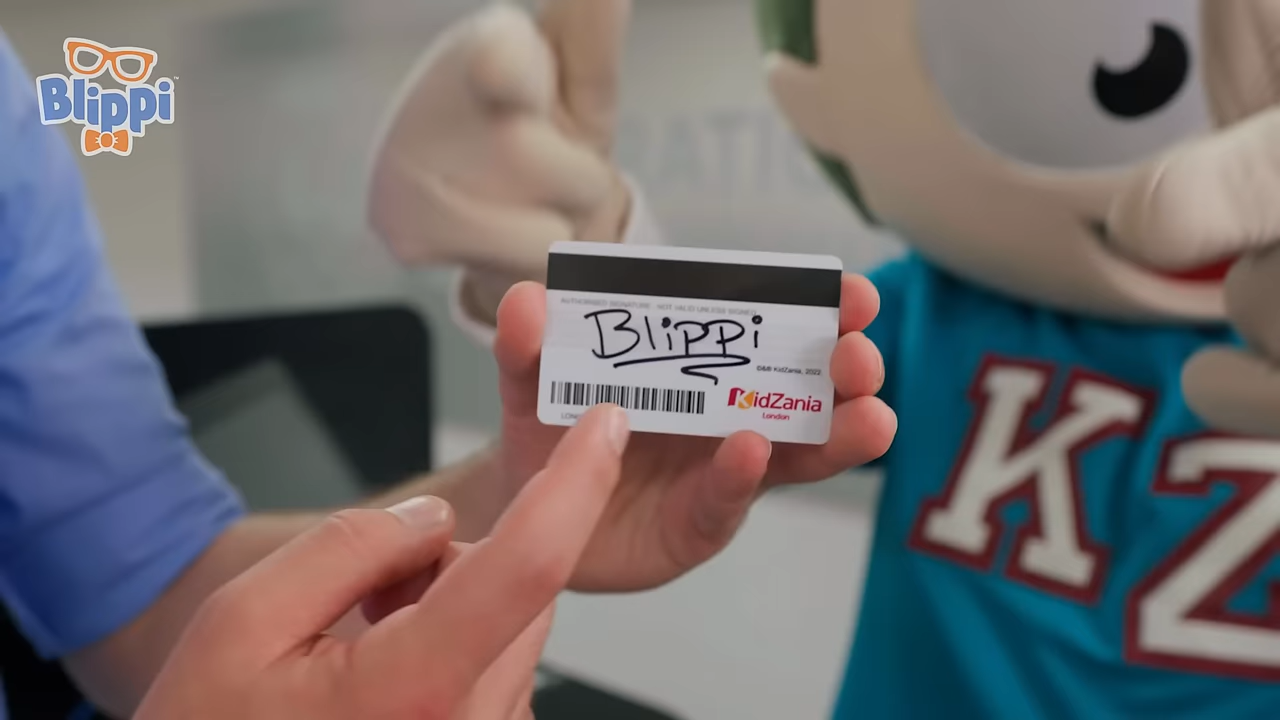 Blippi
AUTHORISED SIGNATURE - NOT VALID UNLESS SIGNED
Blippi
©&® KidZania, 2022
KidZania
London
KZ